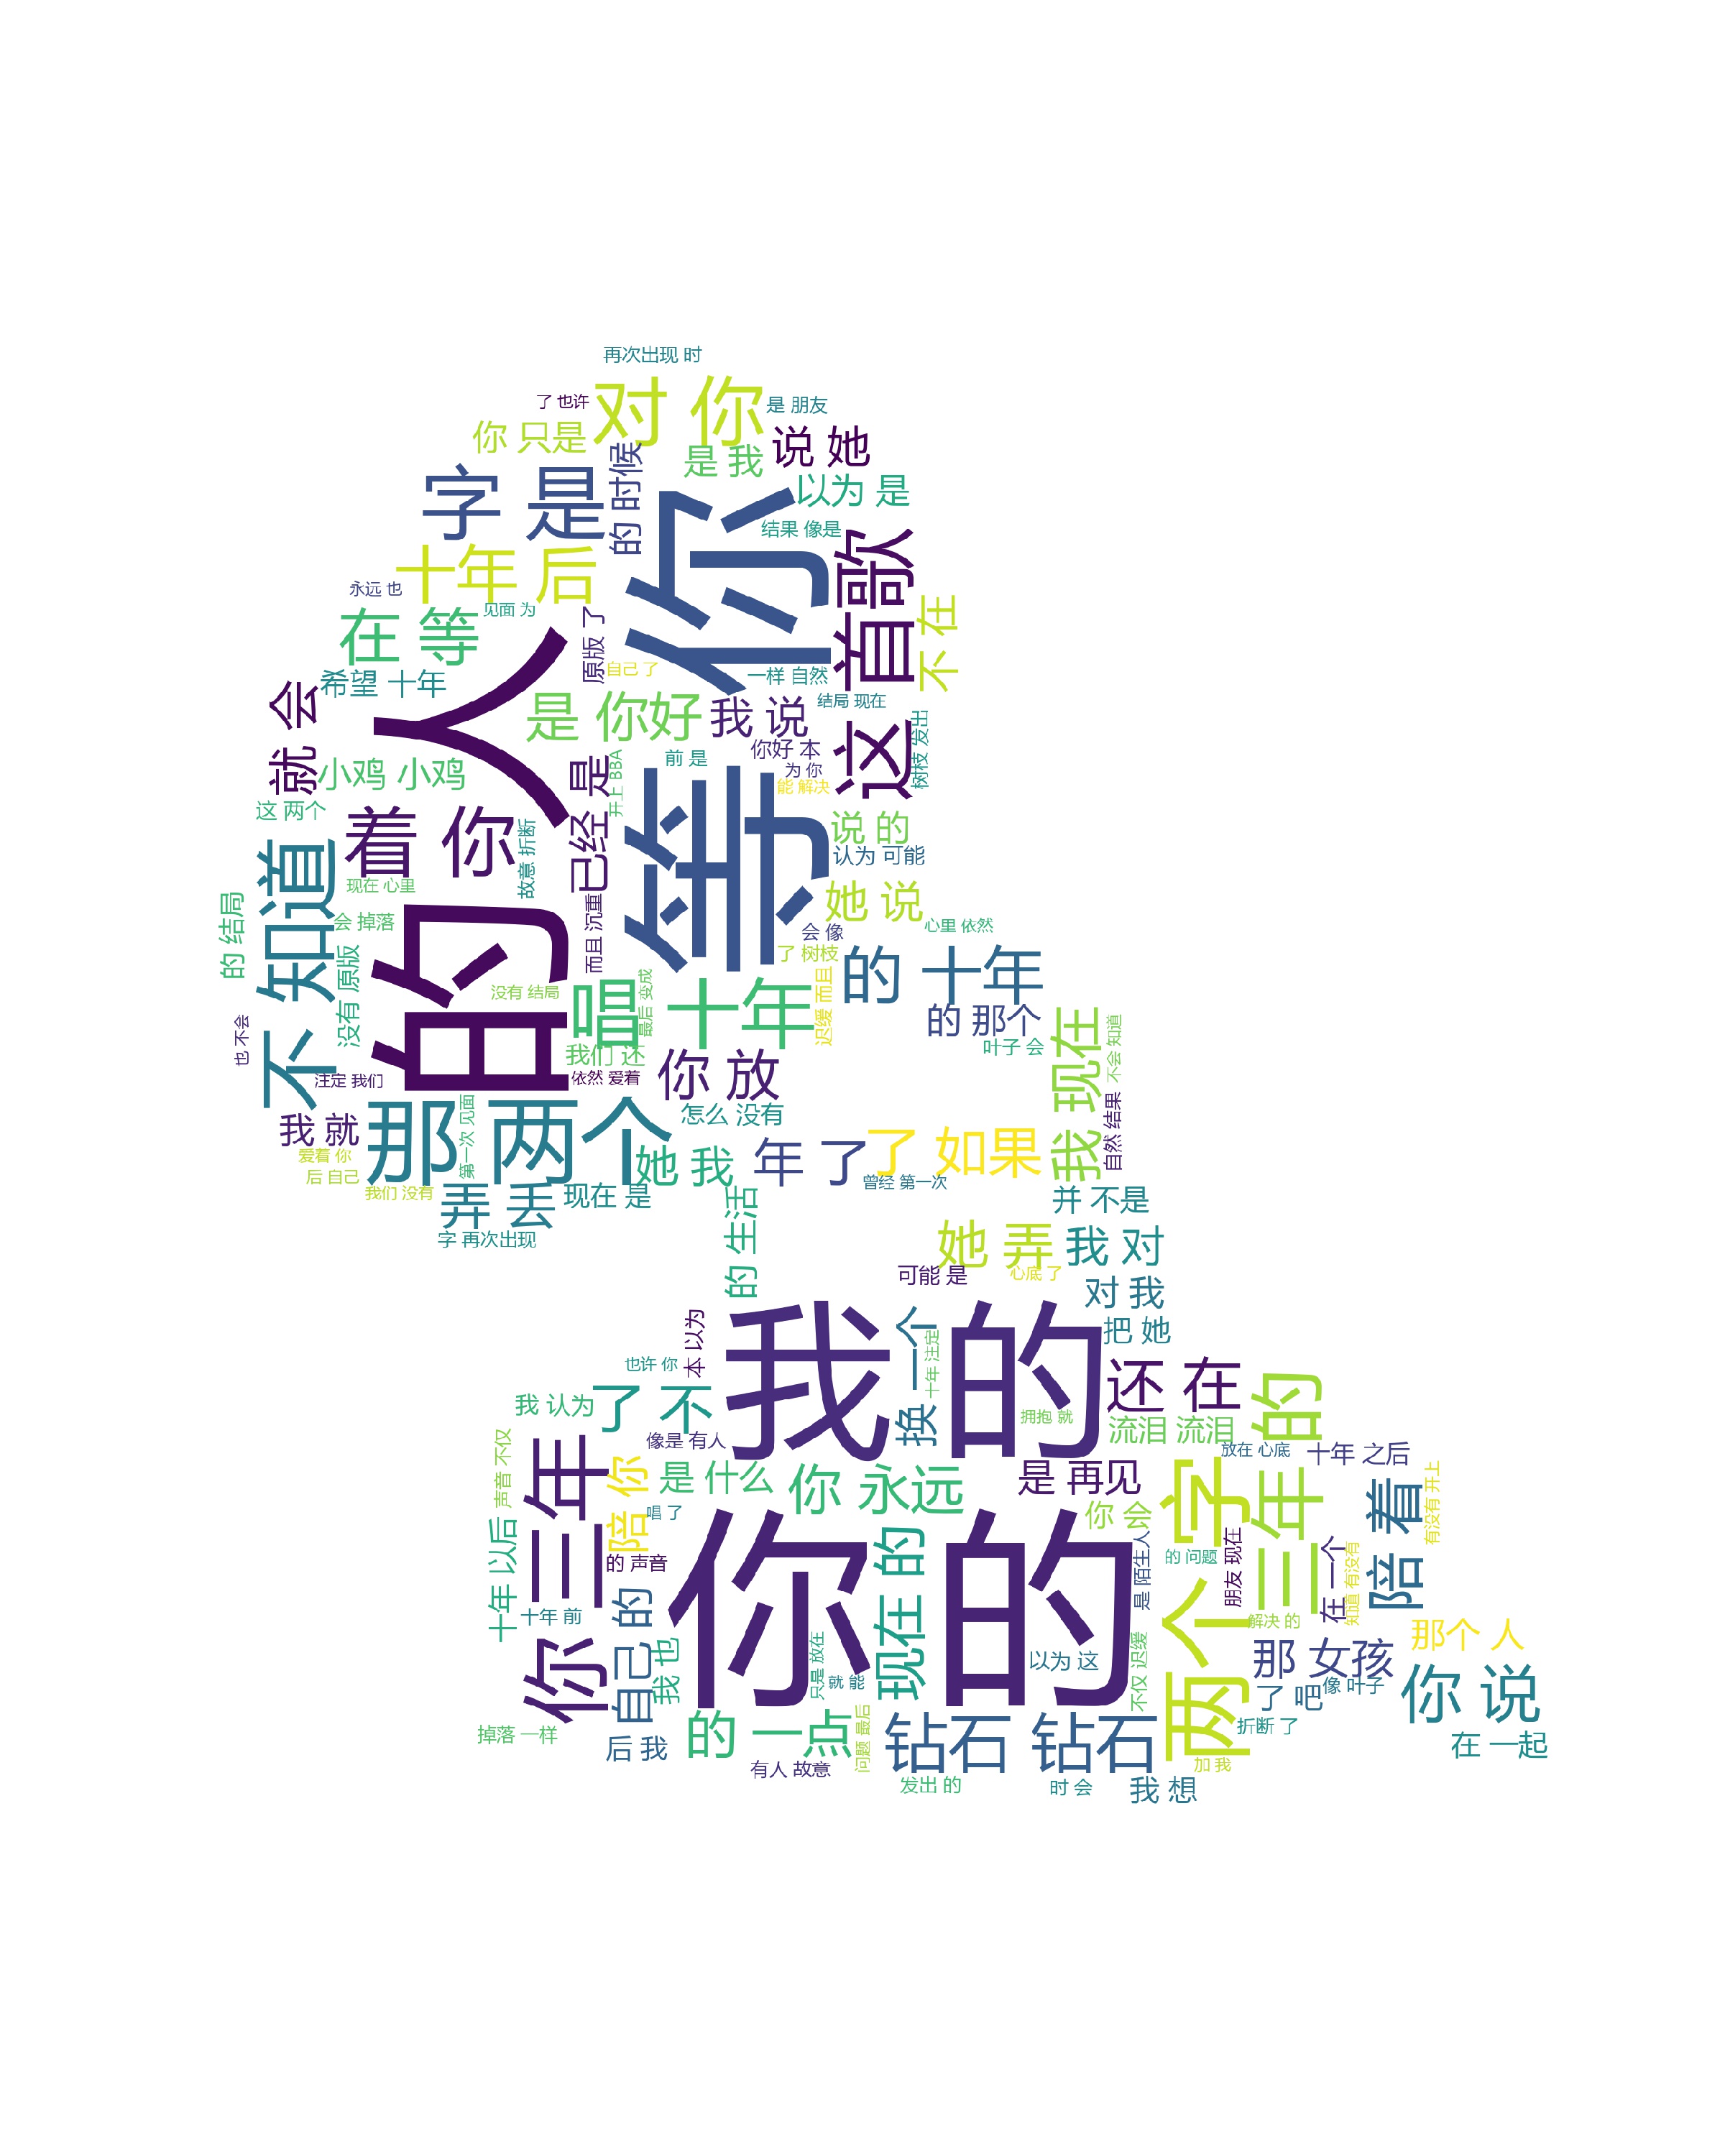 再次出现 时
了 也许
对 你
是 朋友
你 只是
是 我
说 她
字 是
的 时候
你 等
以为 是
结果 像是
这 首歌
十年 后
永远 也
见面 为
不 在
在 等
原版 了
自己 了
一样 自然
希望 十年
的 人
是 你好
我 说
结局 现在
就 会
树枝 发出
小鸡 小鸡
已经 是
开上 BBA
前 是
你好 本
为 你
能 解决
这 两个
着 你
故意 折断
说 的
认为 可能
不 知道
现在 心里
她 说
的 结局
会 掉落
而且 沉重
会 像
心里 依然
没有 原版
了 树枝
的 十年
没有 结局
唱 十年
最后 变成
迟缓 而且
的 那个
也 不会
叶子 会
我 现在
不会 知道
注定 我们
我们 还
依然 爱着
你 放
我 就
那 两个
第一次 见面
怎么 没有
自然 结果
爱着 你
她 我
年 了
了 如果
后 自己
我们 没有
弄 丢
现在 是
曾经 第一次
的 生活
并 不是
字 再次出现
她 弄
我 对
可能 是
心底 了
对 我
我 的
换 一个
十年 注定
把 她
本 以为
也许 你
还 在
的 三年
我 认为
了 不
拥抱 就
流泪 流泪
像是 有人
放在 心底
十年 之后
你 三年
声音 不仅
陪 你
是 什么
你 永远
是 再见
两个 字
陪 着
有没有 开上
唱 了
你 会
你 的
现在 的
是 陌生人
的 问题
朋友 现在
在 一个
知道 有没有
十年 以后
的 声音
十年 前
自己 的
解决 的
那个 人
我 也
只是 放在
就 能
以为 这
不仅 迟缓
那 女孩
像 叶子
你 说
了 吧
掉落 一样
后 我
的 一点
问题 最后
钻石 钻石
折断 了
在 一起
有人 故意
加 我
发出 的
时 会
我 想